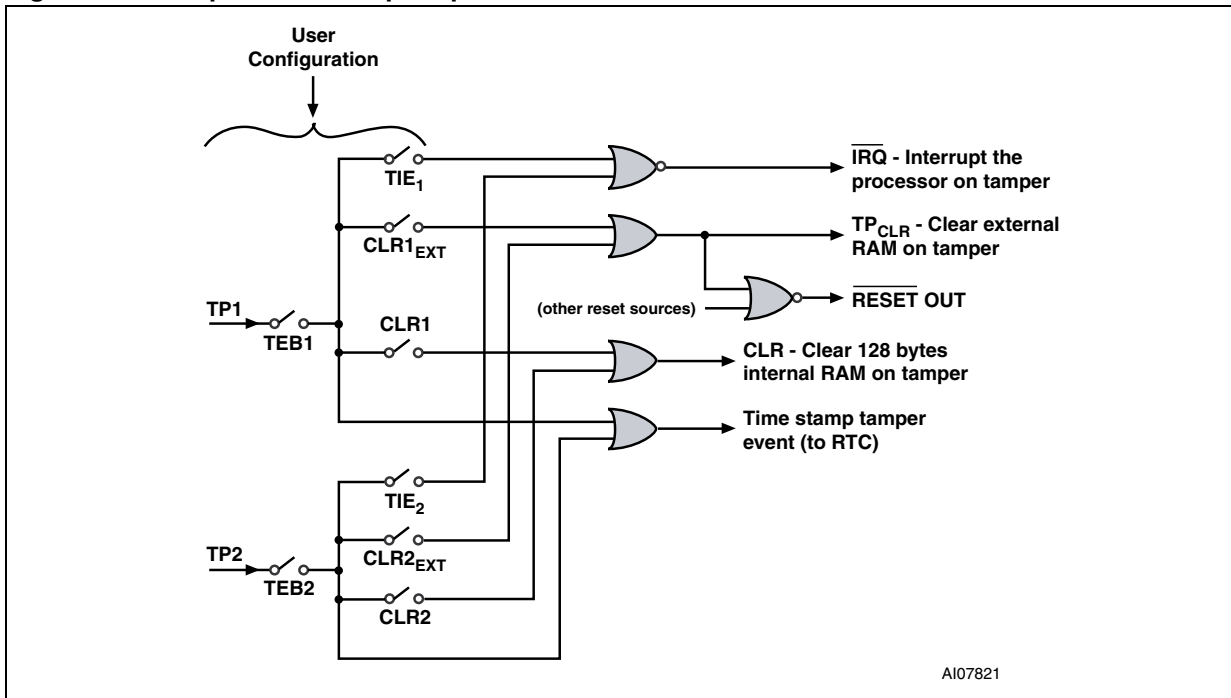 User
Configuration
TIE1
IRQ - Interrupt the
processor on tamper
CLR1EXT
TPCLR - Clear external
RAM on tamper
TP1
TEB1
(other reset sources)
RESET OUT
CLR1
CLR - Clear 128 bytes
internal RAM on tamper
Time stamp tamper
event (to RTC)
TIE2
TP2
TEB2
CLR2EXT
CLR2
AI07821